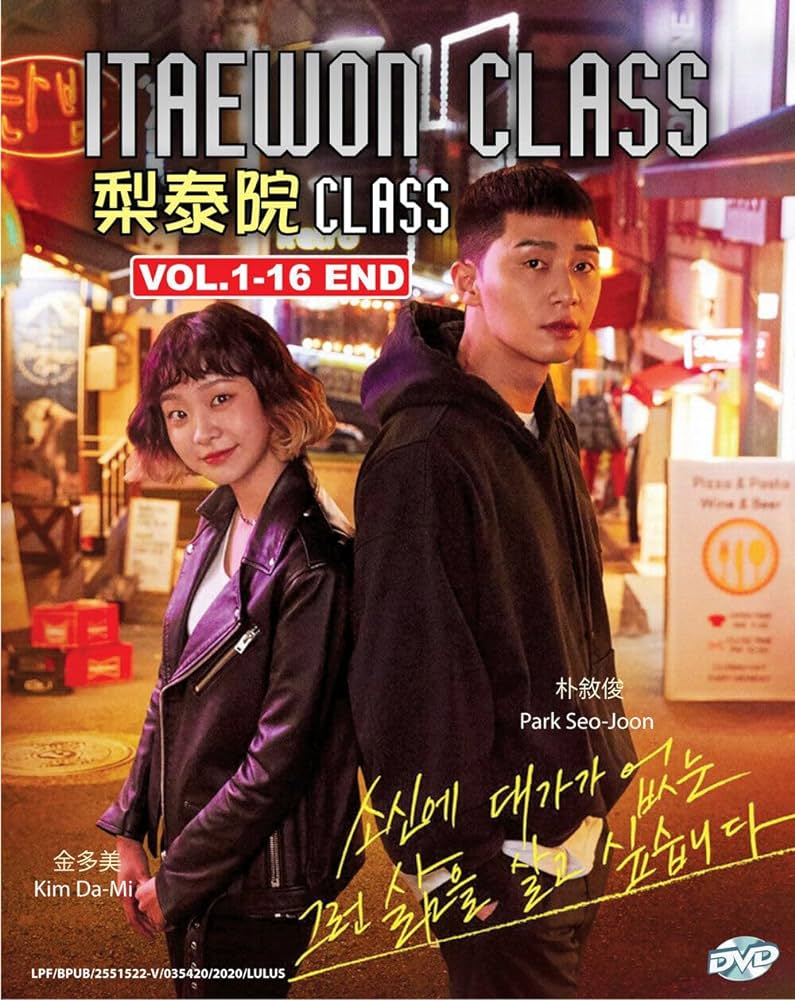 ITAEWON CLASS
梨泰院 CLASS
VOL.1-16 END
Pizza & Pasta
Wine & Beer
朴敘俊
Park Seo-Joon
소신에 대가가 없는
그런 삶을 살고 싶습니다
金多美
Kim Da-Mi
LPF/BPUB/2551522-V/035420/2020/LULUS
DVD